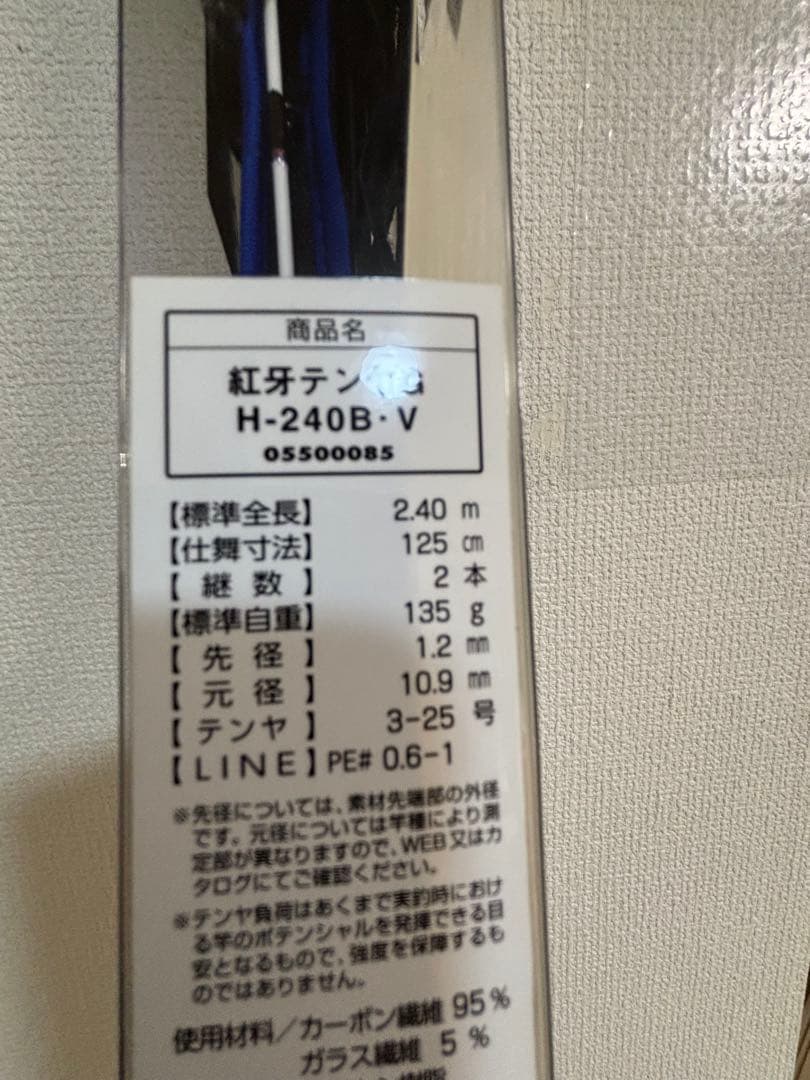 商品名
紅牙テン G
H-240B・V
05500085
【標準全長】 2.40 m
【仕舞寸法】 125 ㎝
【 継 数 】 2 本
【標準自重】 135 g
【 先 径 】 1.2 ㎜
【 元 径 】 10.9 ㎜
【 テンヤ 】 3-25 号
【 LINE 】PE# 0.6-1
※先径については、素材先端部の外径
です。元径については竿種により測
定部が異なりますので、WEB又はカ
タログにてご確認ください。
※テンヤ負荷はあくまで実釣時におけ
る竿のポテンシャルを発揮できる目
安となるもので、強度を保障するも
のではありません。
使用材料／カーボン繊維 95%
ガラス繊維 5 %